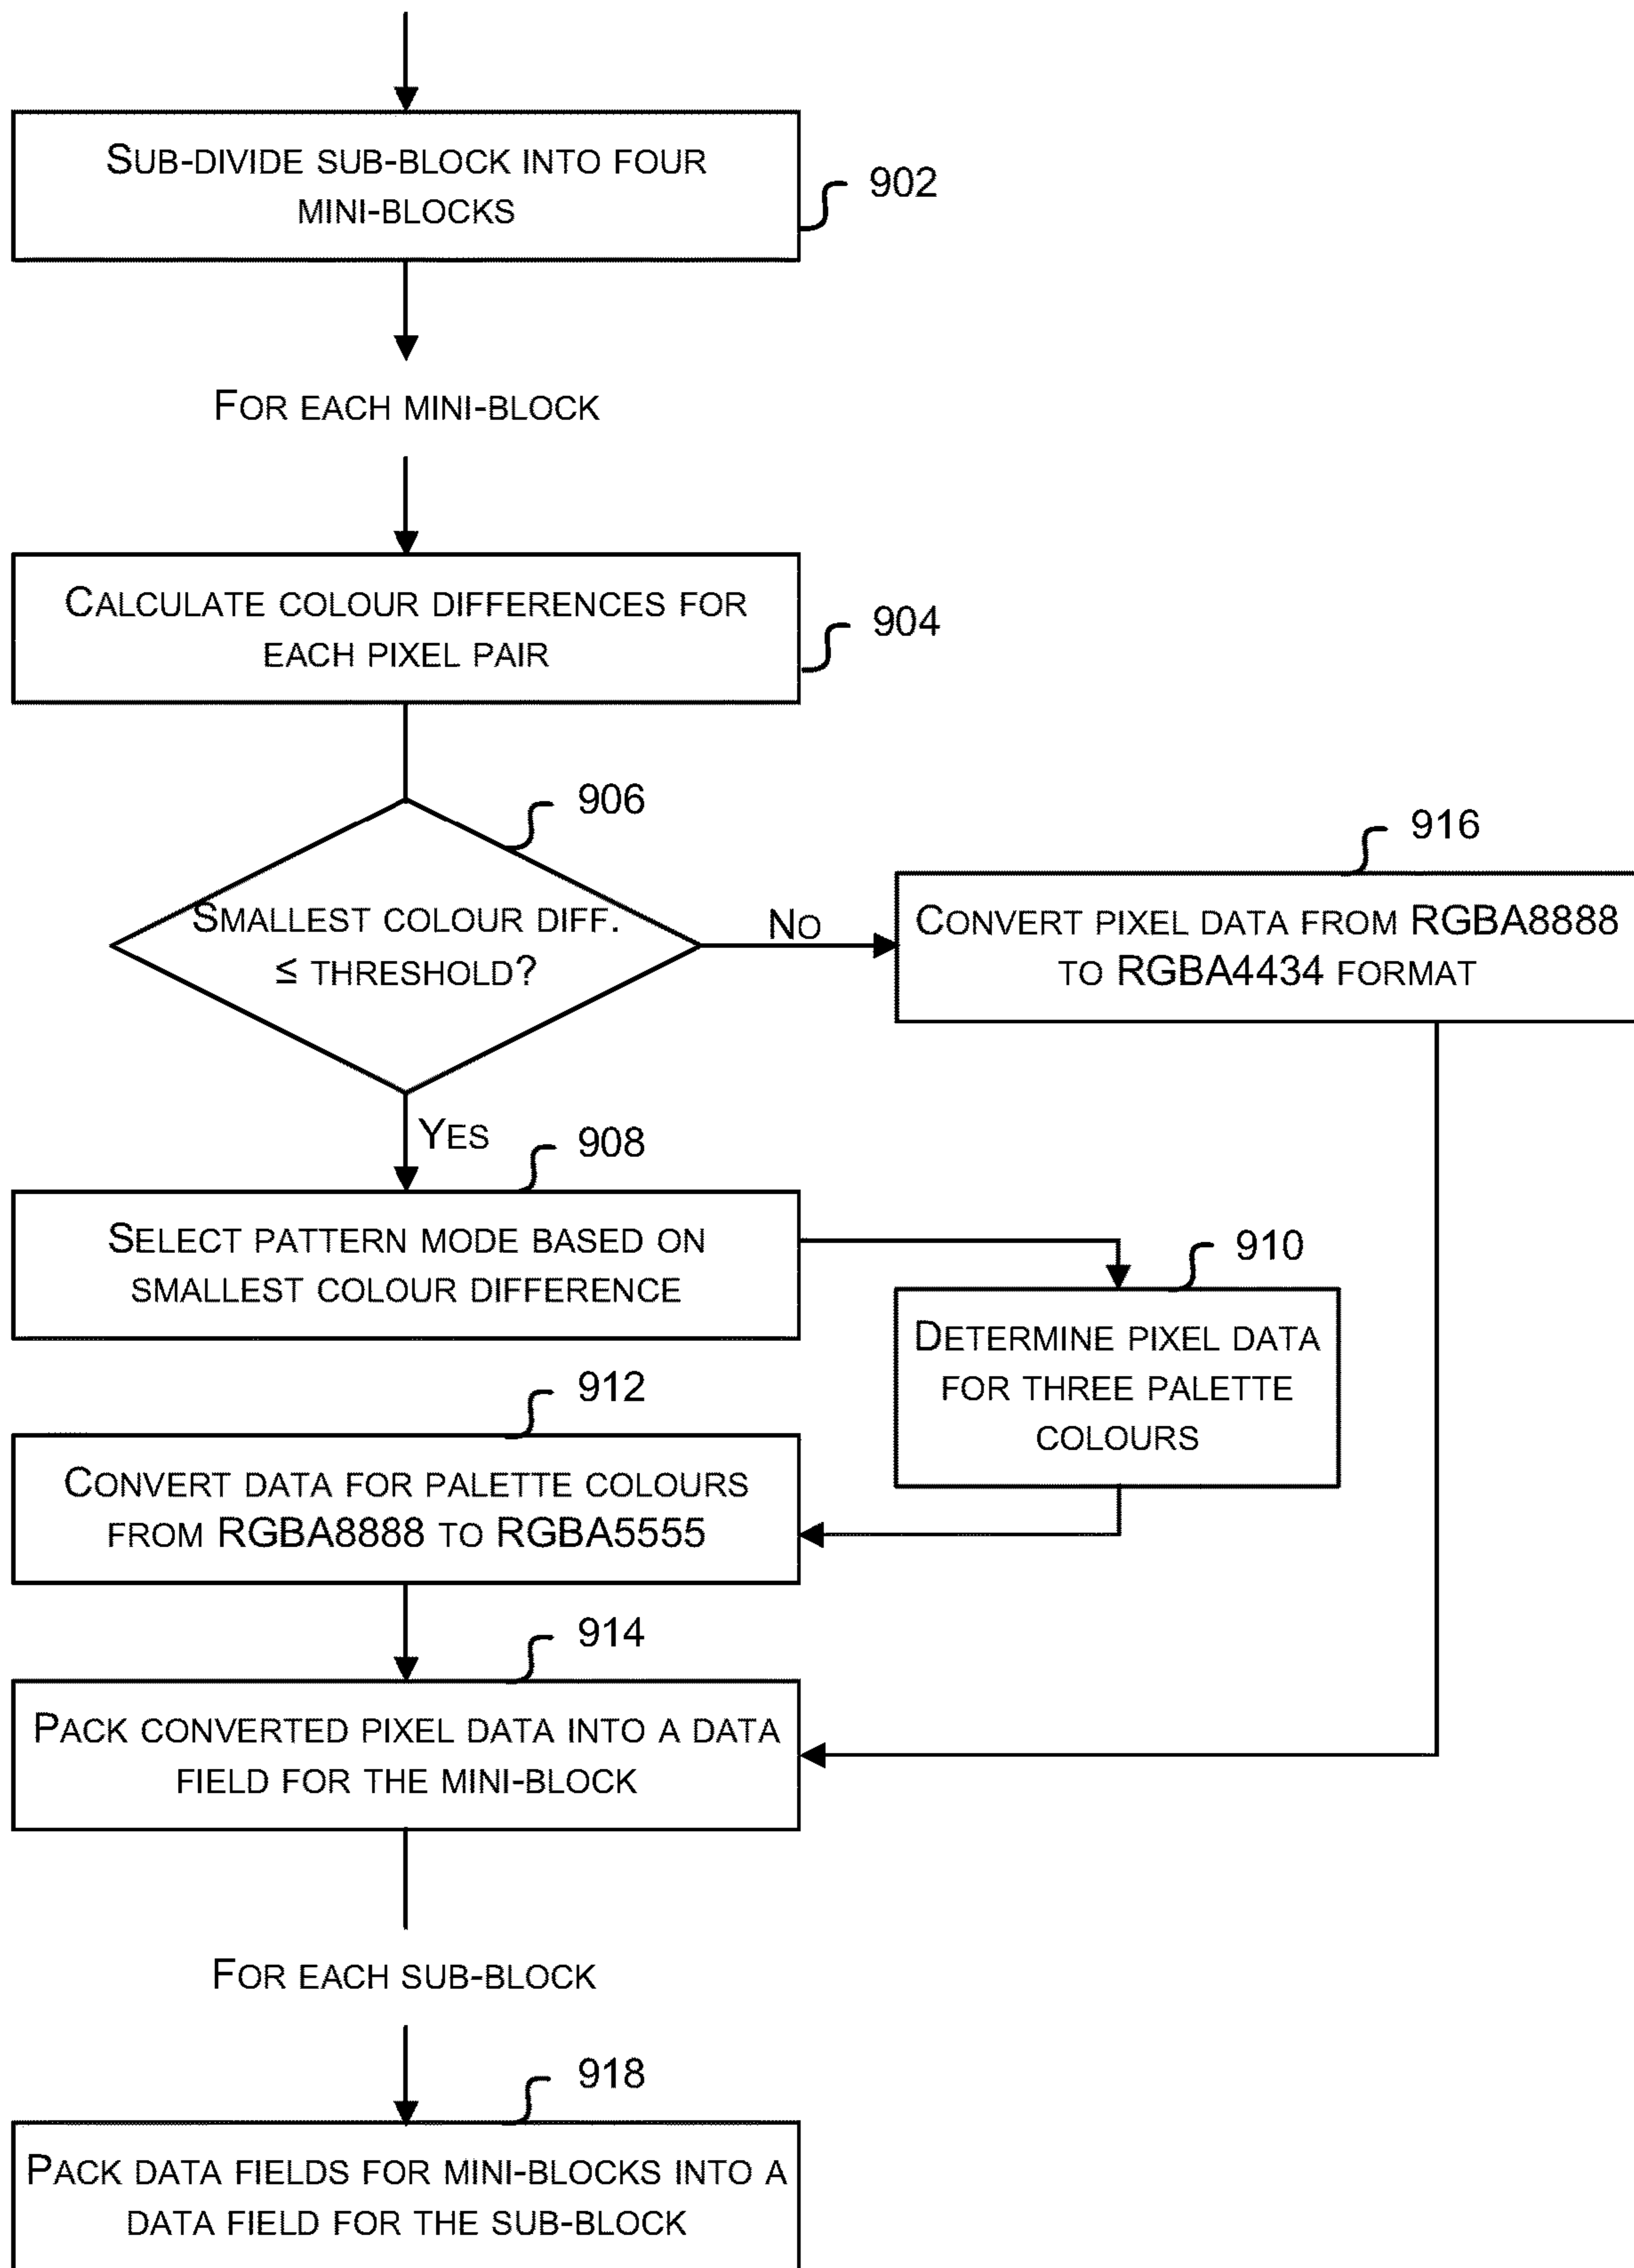 SUB-DIVIDE SUB-BLOCK INTO FOUR
MINI-BLOCKS
902
FOR EACH MINI-BLOCK
CALCULATE COLOUR DIFFERENCES FOR
EACH PIXEL PAIR
904
906
SMALLEST COLOUR DIFF.
≤ THRESHOLD?
NO
916
CONVERT PIXEL DATA FROM RGBA8888
TO RGBA4434 FORMAT
YES
908
SELECT PATTERN MODE BASED ON
SMALLEST COLOUR DIFFERENCE
910
DETERMINE PIXEL DATA
FOR THREE PALETTE
COLOURS
912
CONVERT DATA FOR PALETTE COLOURS
FROM RGBA8888 TO RGBA5555
914
PACK CONVERTED PIXEL DATA INTO A DATA
FIELD FOR THE MINI-BLOCK
FOR EACH SUB-BLOCK
918
PACK DATA FIELDS FOR MINI-BLOCKS INTO A
DATA FIELD FOR THE SUB-BLOCK